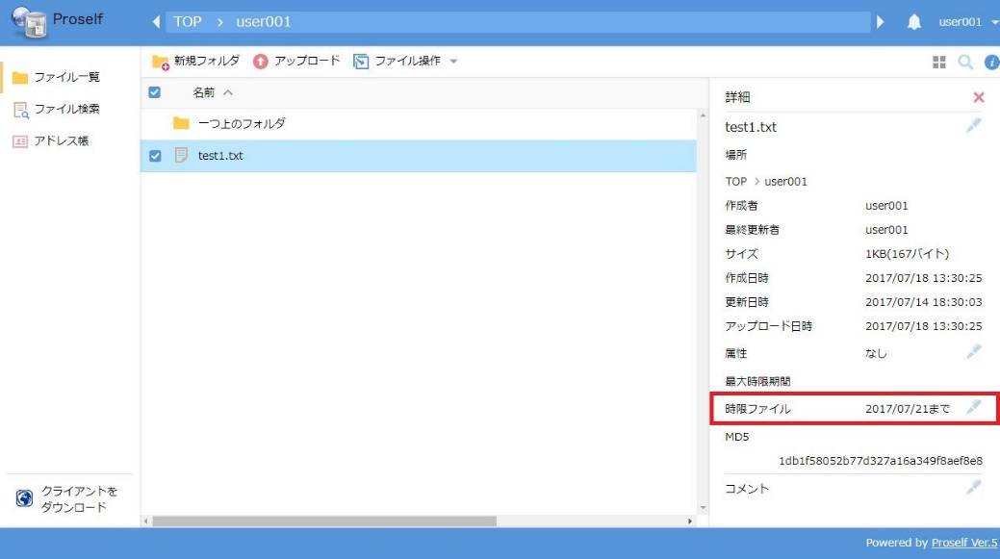 Proself
TOP > user001
user001
ファイル一覧
ファイル検索
アドレス帳
クライアントを
ダウンロード
新規フォルダ アップロード ファイル操作
名前
一つ上のフォルダ
test1.txt
詳細
test1.txt
場所
TOP > user001
作成者 user001
最終更新者 user001
サイズ 1KB(167バイト)
作成日時 2017/07/18 13:30:25
更新日時 2017/07/14 18:30:03
アップロード日時 2017/07/18 13:30:25
属性 なし
最大時限期間
時限ファイル 2017/07/21まで
MD5
1db1f58052b77d327a16a349f8aef8e8
コメント
Powered by Proself Ver.5